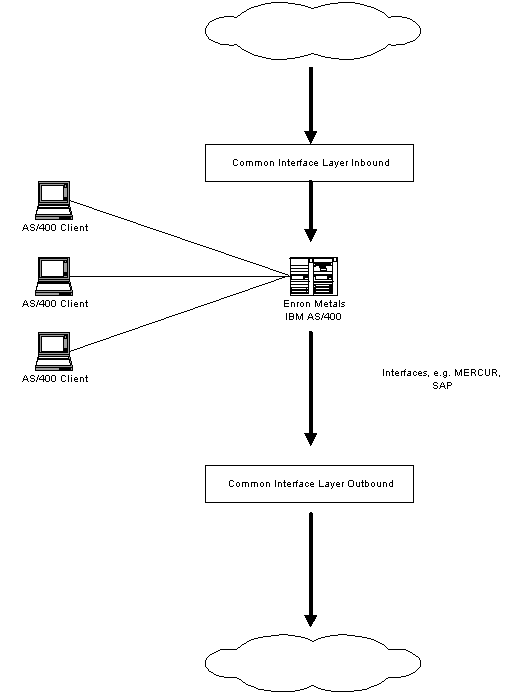 Common Interface Layer Inbound
AS/400 Client
AS/400 Client
Enron Metals
IBM AS/400
AS/400 Client
Interfaces, e.g. MERCUR,
SAP
Common Interface Layer Outbound